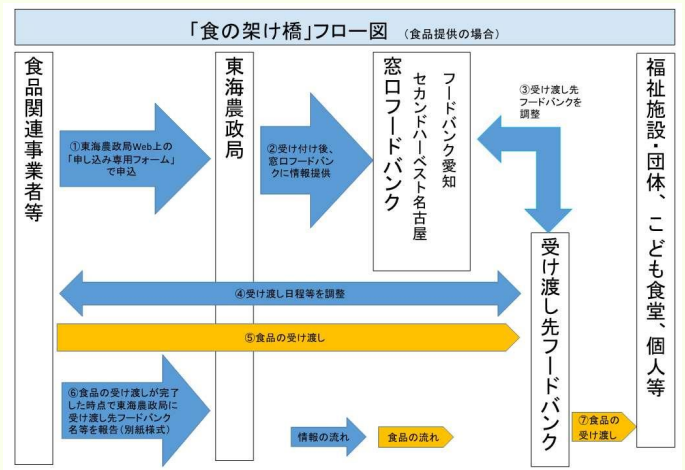 「食の架け橋」フロー図 （食品提供の場合）
食品関連事業者等
①東海農政局Web上の
「申し込み専用フォーム」
で申込
東海農政局
②受け付け後、
窓口フードバン
クに情報提供
フードバンク愛知
セカンドハーベスト名古屋
窓口フードバンク
③受け渡し先
フードバンクを
調整
福祉施設・団体、こども食堂、個人等
受け渡し先フードバンク
④受け渡し日程等を調整
⑤食品の受け渡し
⑥食品の受け渡しが完了
した時点で東海農政局に
受け渡し先フードバンク
名等を報告（別紙様式）
情報の流れ
食品の流れ
⑦食品の
受け渡し